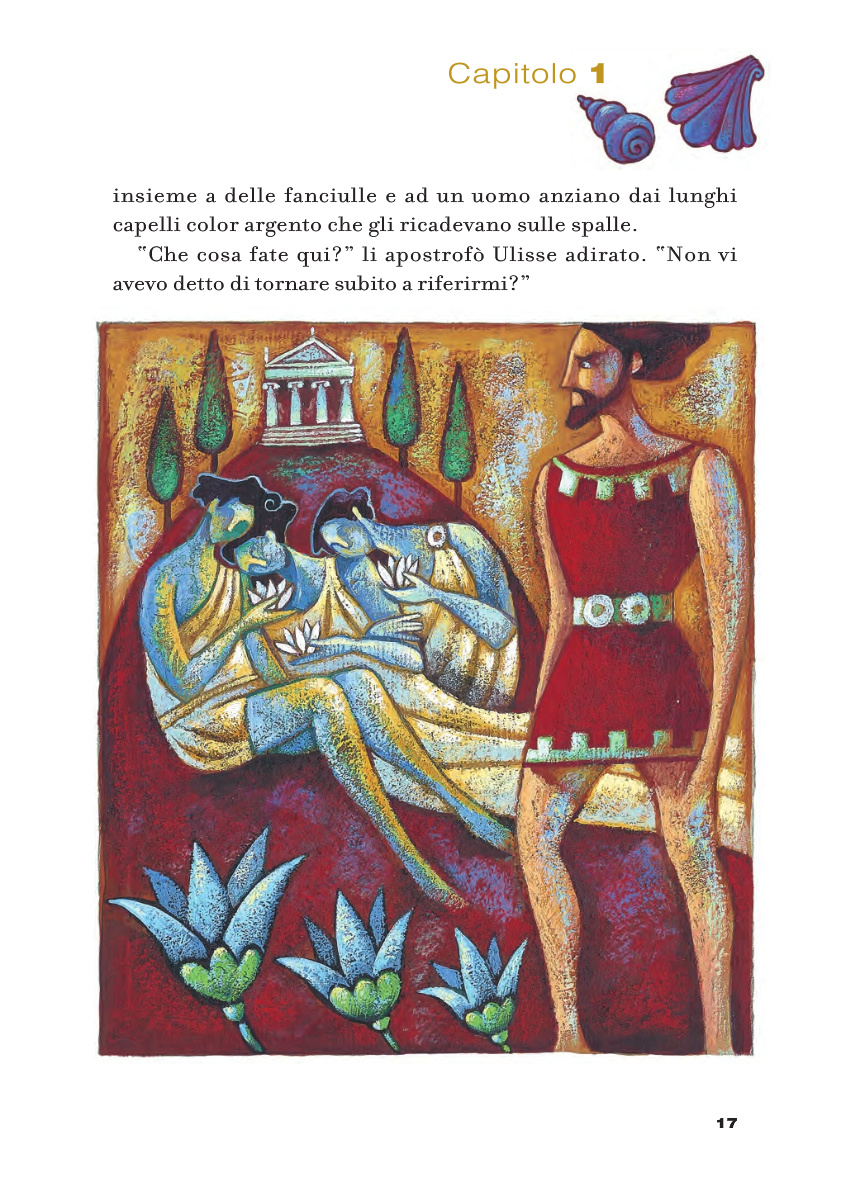 Capitolo 1
insieme a delle fanciulle e ad un uomo anziano dai lunghi
capelli color argento che gli ricadevano sulle spalle.
“Che cosa fate qui?” li apostrofò Ulisse adirato. “Non vi
avevo detto di tornare subito a riferirmi?”
17